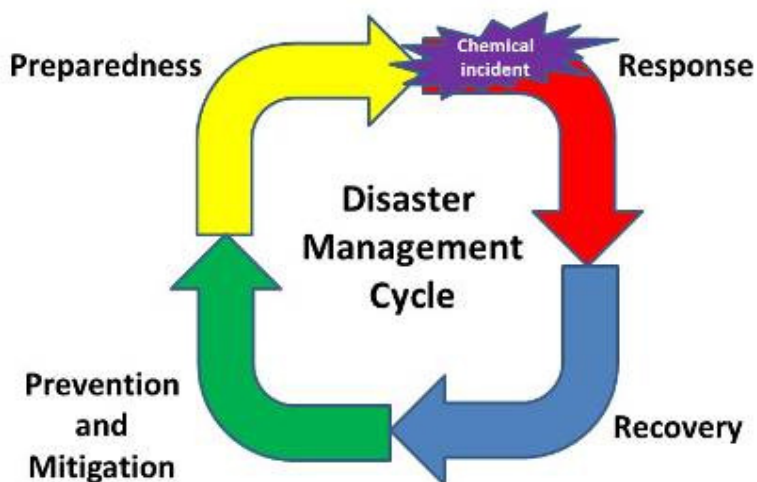 Chemical
incident
Preparedness
Response
Disaster
Management
Cycle
Prevention
and
Mitigation
Recovery